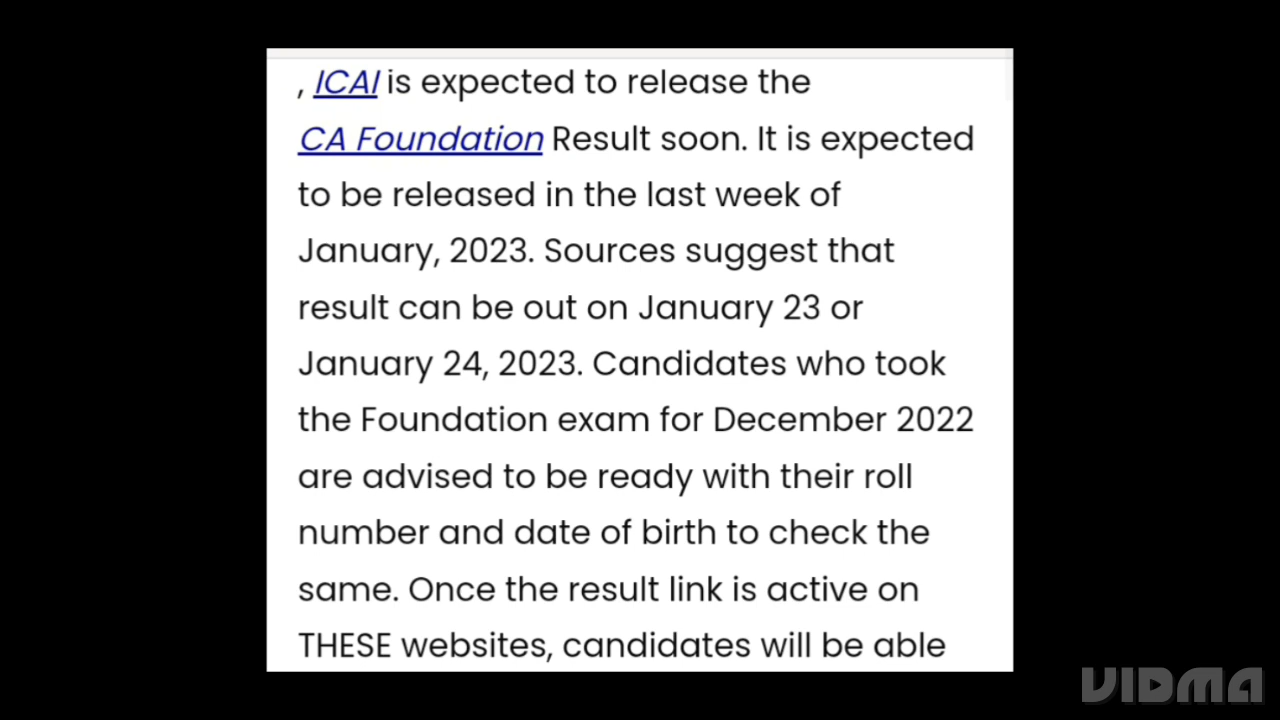 , ICAI is expected to release the
CA Foundation Result soon. It is expected
to be released in the last week of
January, 2023. Sources suggest that
result can be out on January 23 or
January 24, 2023. Candidates who took
the Foundation exam for December 2022
are advised to be ready with their roll
number and date of birth to check the
same. Once the result link is active on
THESE websites, candidates will be able
VIDMA